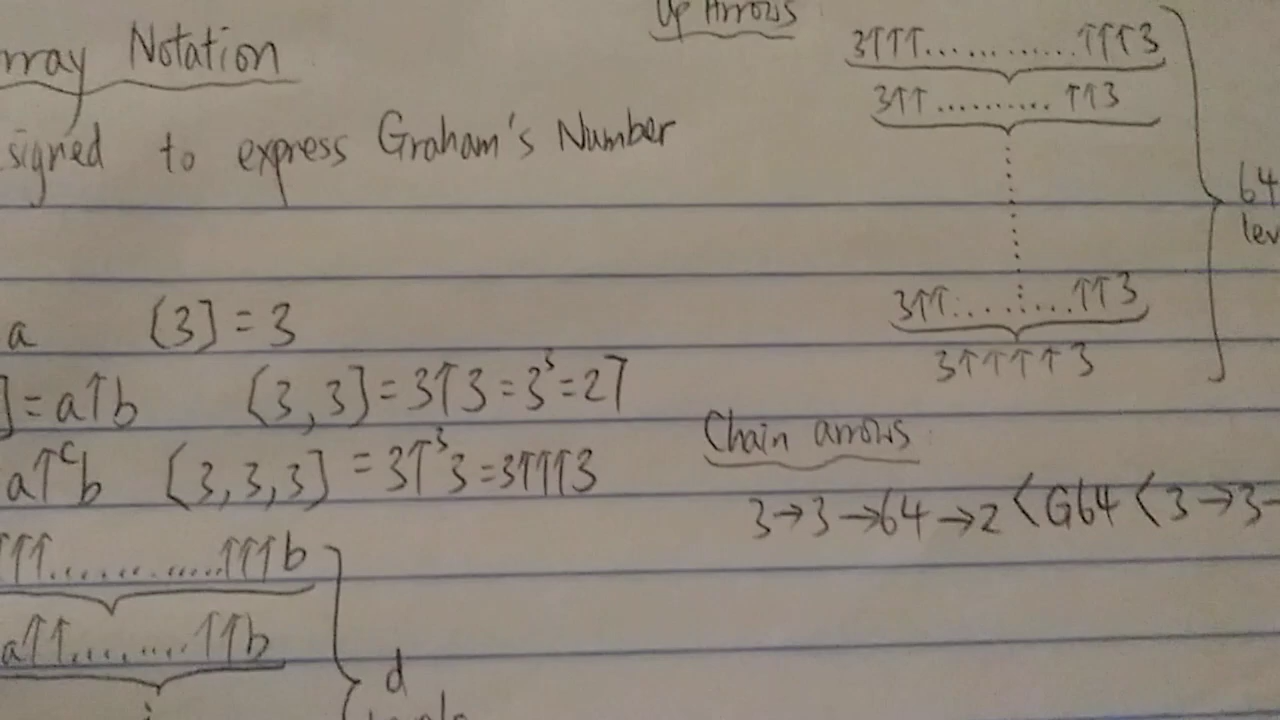 rray Notation
signed to express Graham's Number
a [3] = 3
] = a↑b [3,3] = 3↑3 = 3³ = 27
a↑ᶜb [3,3,3] = 3↑³3 = 3↑↑↑3
↑↑↑..............↑↑↑b
a↑↑.........↑↑b
d
Up Arrows
3↑↑↑..............↑↑↑3
3↑↑..........↑↑3
3↑↑.........↑↑3
3↑↑↑↑3
64
lev
Chain arrows
3→3→64→2 < G64 < 3→3-